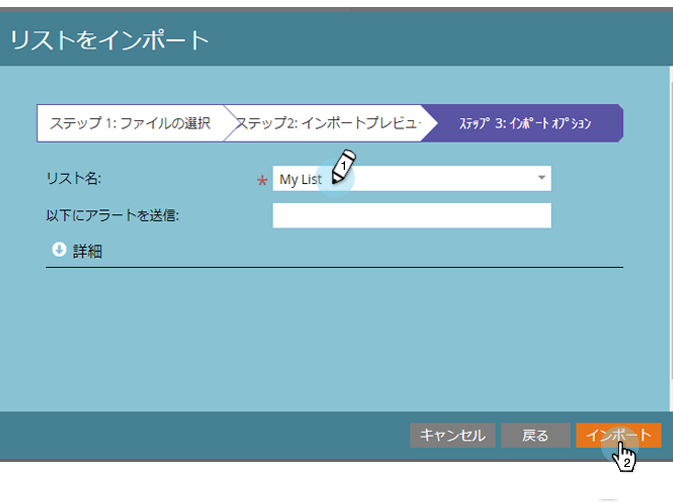 リストをインポート
ステップ 1: ファイルの選択
ステップ2: インポートプレビュー
ｽﾃｯﾌﾟ 3: ｲﾝﾎﾟｰﾄ ｵﾌﾟｼｮﾝ
リスト名:
* My List
1
以下にアラートを送信:
詳細
キャンセル
戻る
インポート
2